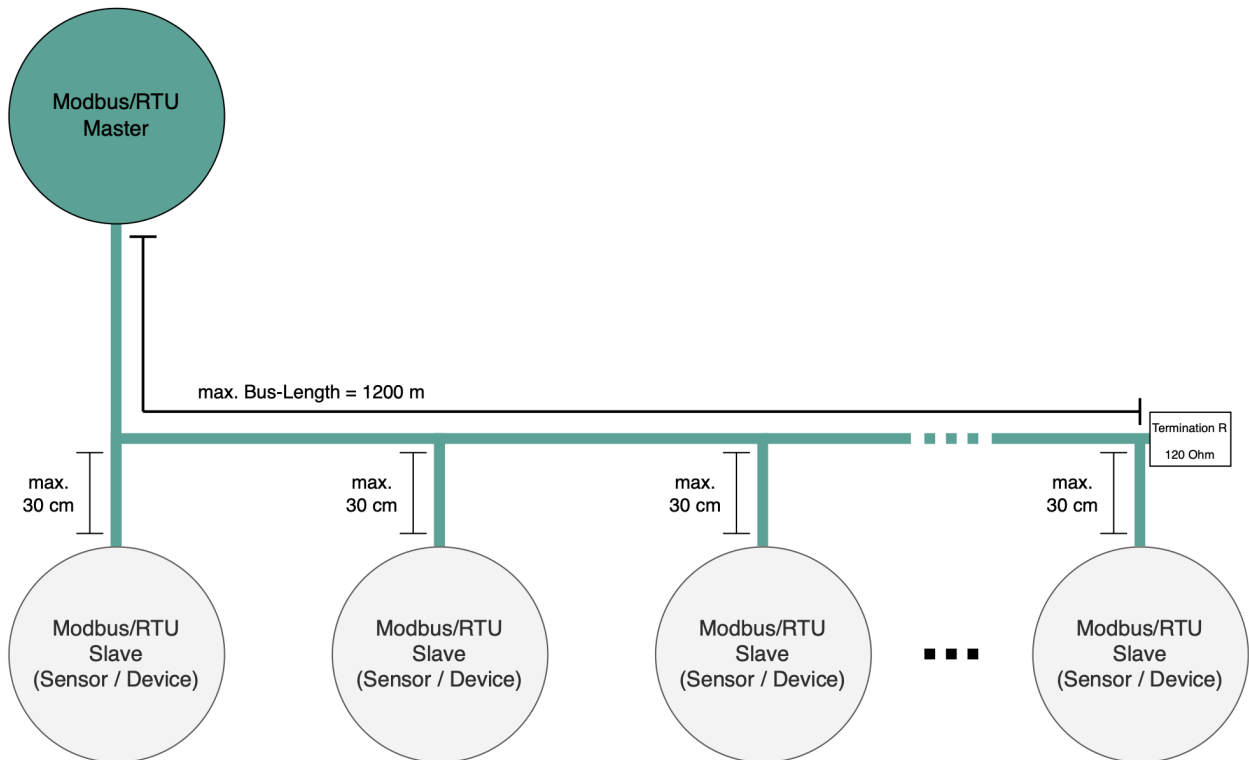 Modbus/RTU
Master
max. Bus-Length = 1200 m
Termination R
120 Ohm
max.
30 cm
max.
30 cm
max.
30 cm
max.
30 cm
Modbus/RTU
Slave
(Sensor / Device)
Modbus/RTU
Slave
(Sensor / Device)
Modbus/RTU
Slave
(Sensor / Device)
Modbus/RTU
Slave
(Sensor / Device)